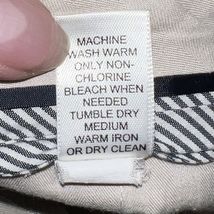 MACHINE
WASH WARM
ONLY NON-
CHLORINE
BLEACH WHEN
NEEDED
TUMBLE DRY
MEDIUM
WARM IRON
OR DRY CLEAN